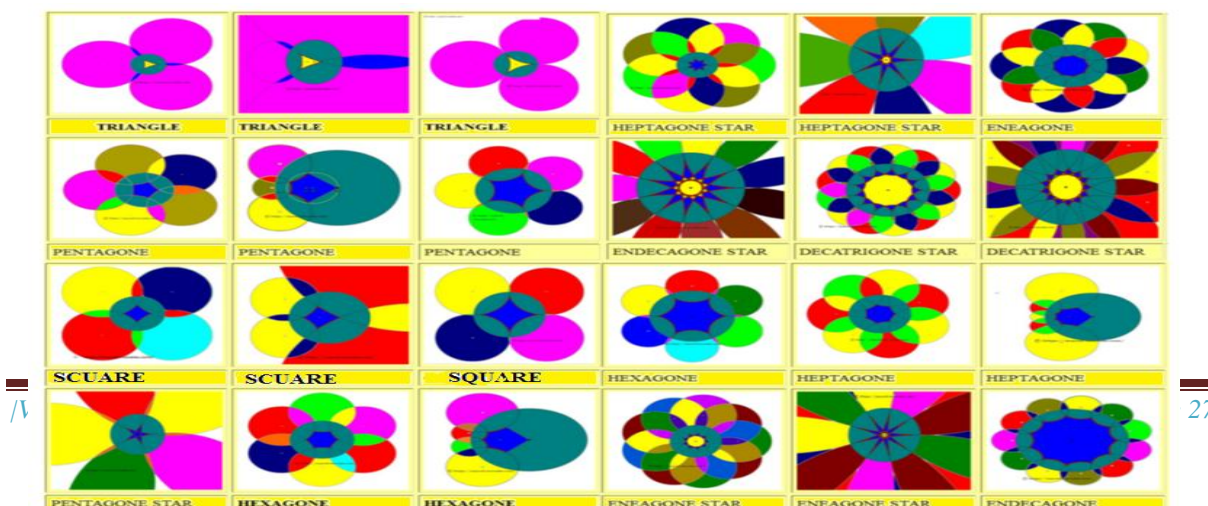 TRIANGLE TRIANGLE TRIANGLE HEPTAGONE STAR HEPTAGONE STAR ENEAGONE
PENTAGONE PENTAGONE PENTAGONE ENDECAGONE STAR DECATRIGONE STAR DECATRIGONE STAR
SCUARE SCUARE SQUARE HEXAGONE HEPTAGONE HEPTAGONE
PENTAGONE STAR HEXAGONE HEXAGONE ENEAGONE STAR ENEAGONE STAR ENDECAGONE
27